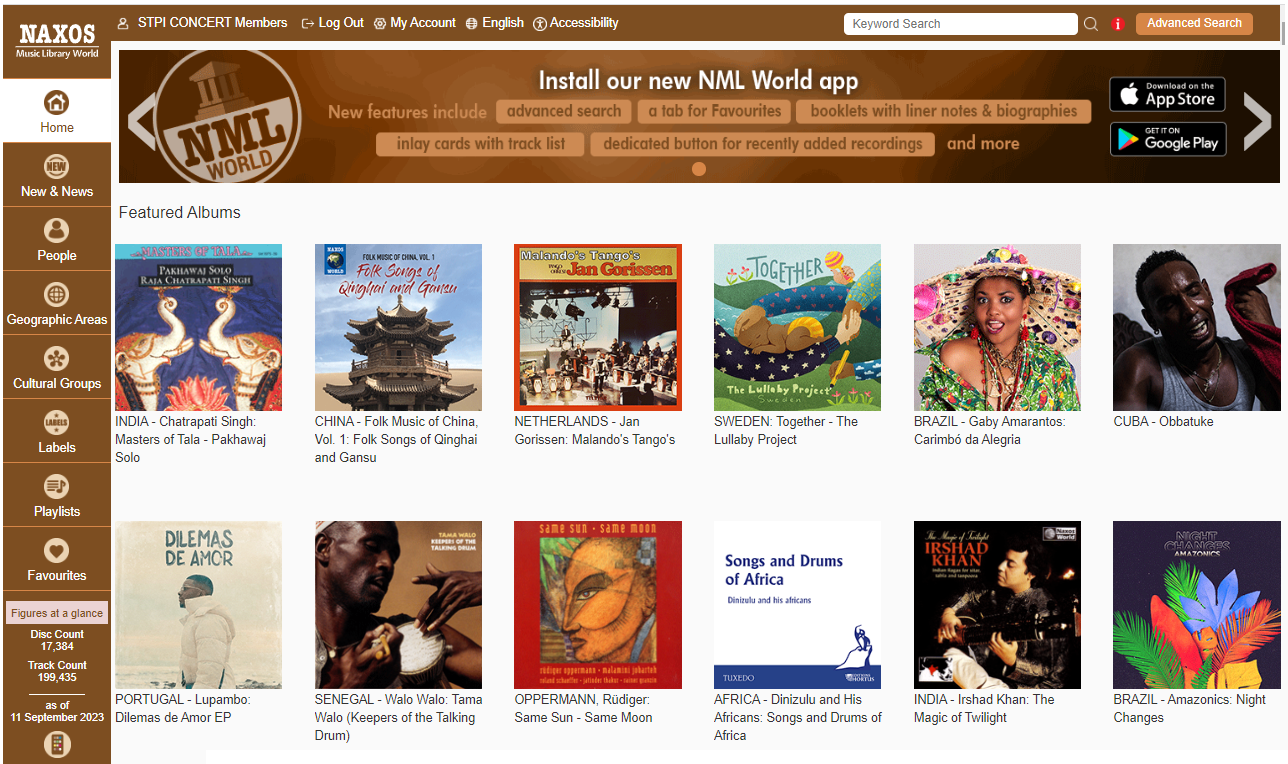 NAXOS
Music Library World
STPI CONCERT Members
Log Out
My Account
English
Accessibility
Keyword Search
i
Advanced Search
Home
NEW
New & News
People
Geographic Areas
Cultural Groups
LABELS
Labels
Playlists
Favourites
Figures at a glance
Disc Count
17,384
Track Count
199,435
as of
11 September 2023
NML
WORLD
Install our new NML World app
New features include advanced search a tab for Favourites booklets with liner notes & biographies
inlay cards with track list dedicated button for recently added recordings and more
Download on the
App Store
GET IT ON
Google Play
Featured Albums
MASTERS OF TALA
PAKHAWAJ SOLO
RAJA CHATRAPATI SINGH
INDIA - Chatrapati Singh:
Masters of Tala - Pakhawaj
Solo
NAXOS
WORLD
FOLK MUSIC OF CHINA, VOL. 1
Folk Songs of
Qinghai and Gansu
CHINA - Folk Music of China,
Vol. 1: Folk Songs of Qinghai
and Gansu
Malando's Tango's
Jan Gorissen
NETHERLANDS - Jan
Gorissen: Malando's Tango's
TOGETHER
The Lullaby Project
Sweden
SWEDEN: Together - The
Lullaby Project
BRAZIL - Gaby Amarantos:
Carimbó da Alegria
CUBA - Obbatuke
DILEMAS
DE AMOR
PORTUGAL - Lupambo:
Dilemas de Amor EP
TAMA WALO
KEEPERS OF THE
TALKING DRUM
SENEGAL - Walo Walo: Tama
Walo (Keepers of the Talking
Drum)
same sun · same moon
rüdiger oppermann · malamini jobarteh
OPPERMANN, Rüdiger:
Same Sun - Same Moon
Songs and Drums
of Africa
Dinizulu and his africans
TUXEDO
HORTUS
AFRICA - Dinizulu and His
Africans: Songs and Drums of
Africa
The Magic of Twilight
IRSHAD
KHAN
Naxos
World
INDIA - Irshad Khan: The
Magic of Twilight
NIGHT
CHANGES
AMAZONICS
BRAZIL - Amazonics: Night
Changes